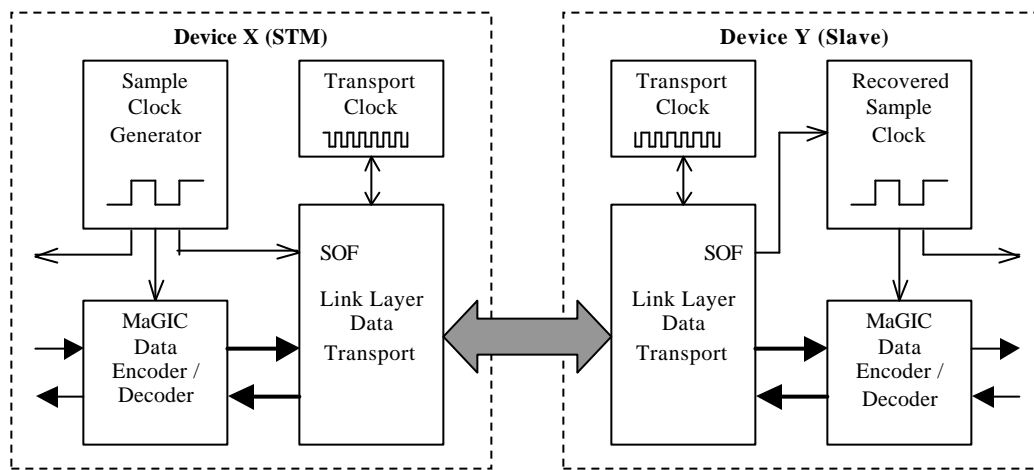 Device X (STM)
Sample
Clock
Generator
Transport
Clock
SOF
Link Layer
Data
Transport
MaGIC
Data
Encoder /
Decoder
Device Y (Slave)
Transport
Clock
Recovered
Sample
Clock
SOF
Link Layer
Data
Transport
MaGIC
Data
Encoder /
Decoder